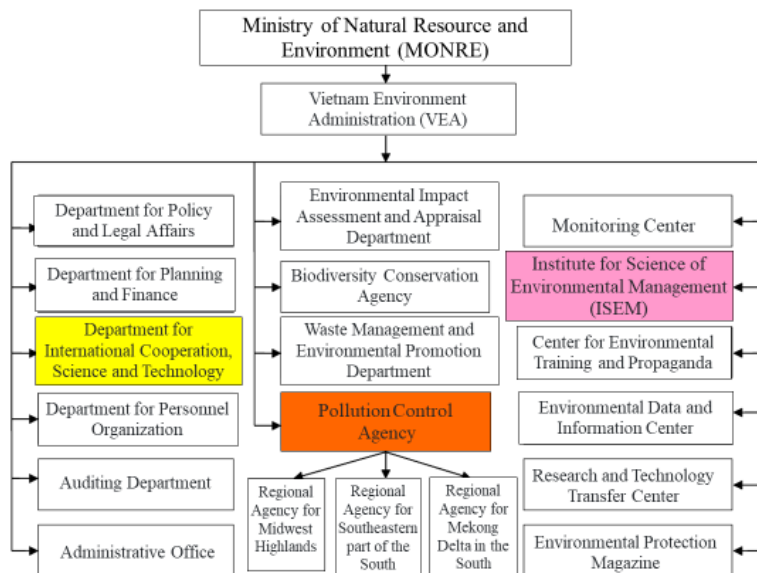 Ministry of Natural Resource and
Environment (MONRE)
Vietnam Environment
Administration (VEA)
Department for Policy
and Legal Affairs
Department for Planning
and Finance
Department for
International Cooperation,
Science and Technology
Department for Personnel
Organization
Auditing Department
Administrative Office
Environmental Impact
Assessment and Appraisal
Department
Biodiversity Conservation
Agency
Waste Management and
Environmental Promotion
Department
Pollution Control
Agency
Regional
Agency for
Midwest
Highlands
Regional
Agency for
Southeastern
part of the
South
Regional
Agency for
Mekong
Delta in the
South
Monitoring Center
Institute for Science of
Environmental Management
(ISEM)
Center for Environmental
Training and Propaganda
Environmental Data and
Information Center
Research and Technology
Transfer Center
Environmental Protection
Magazine